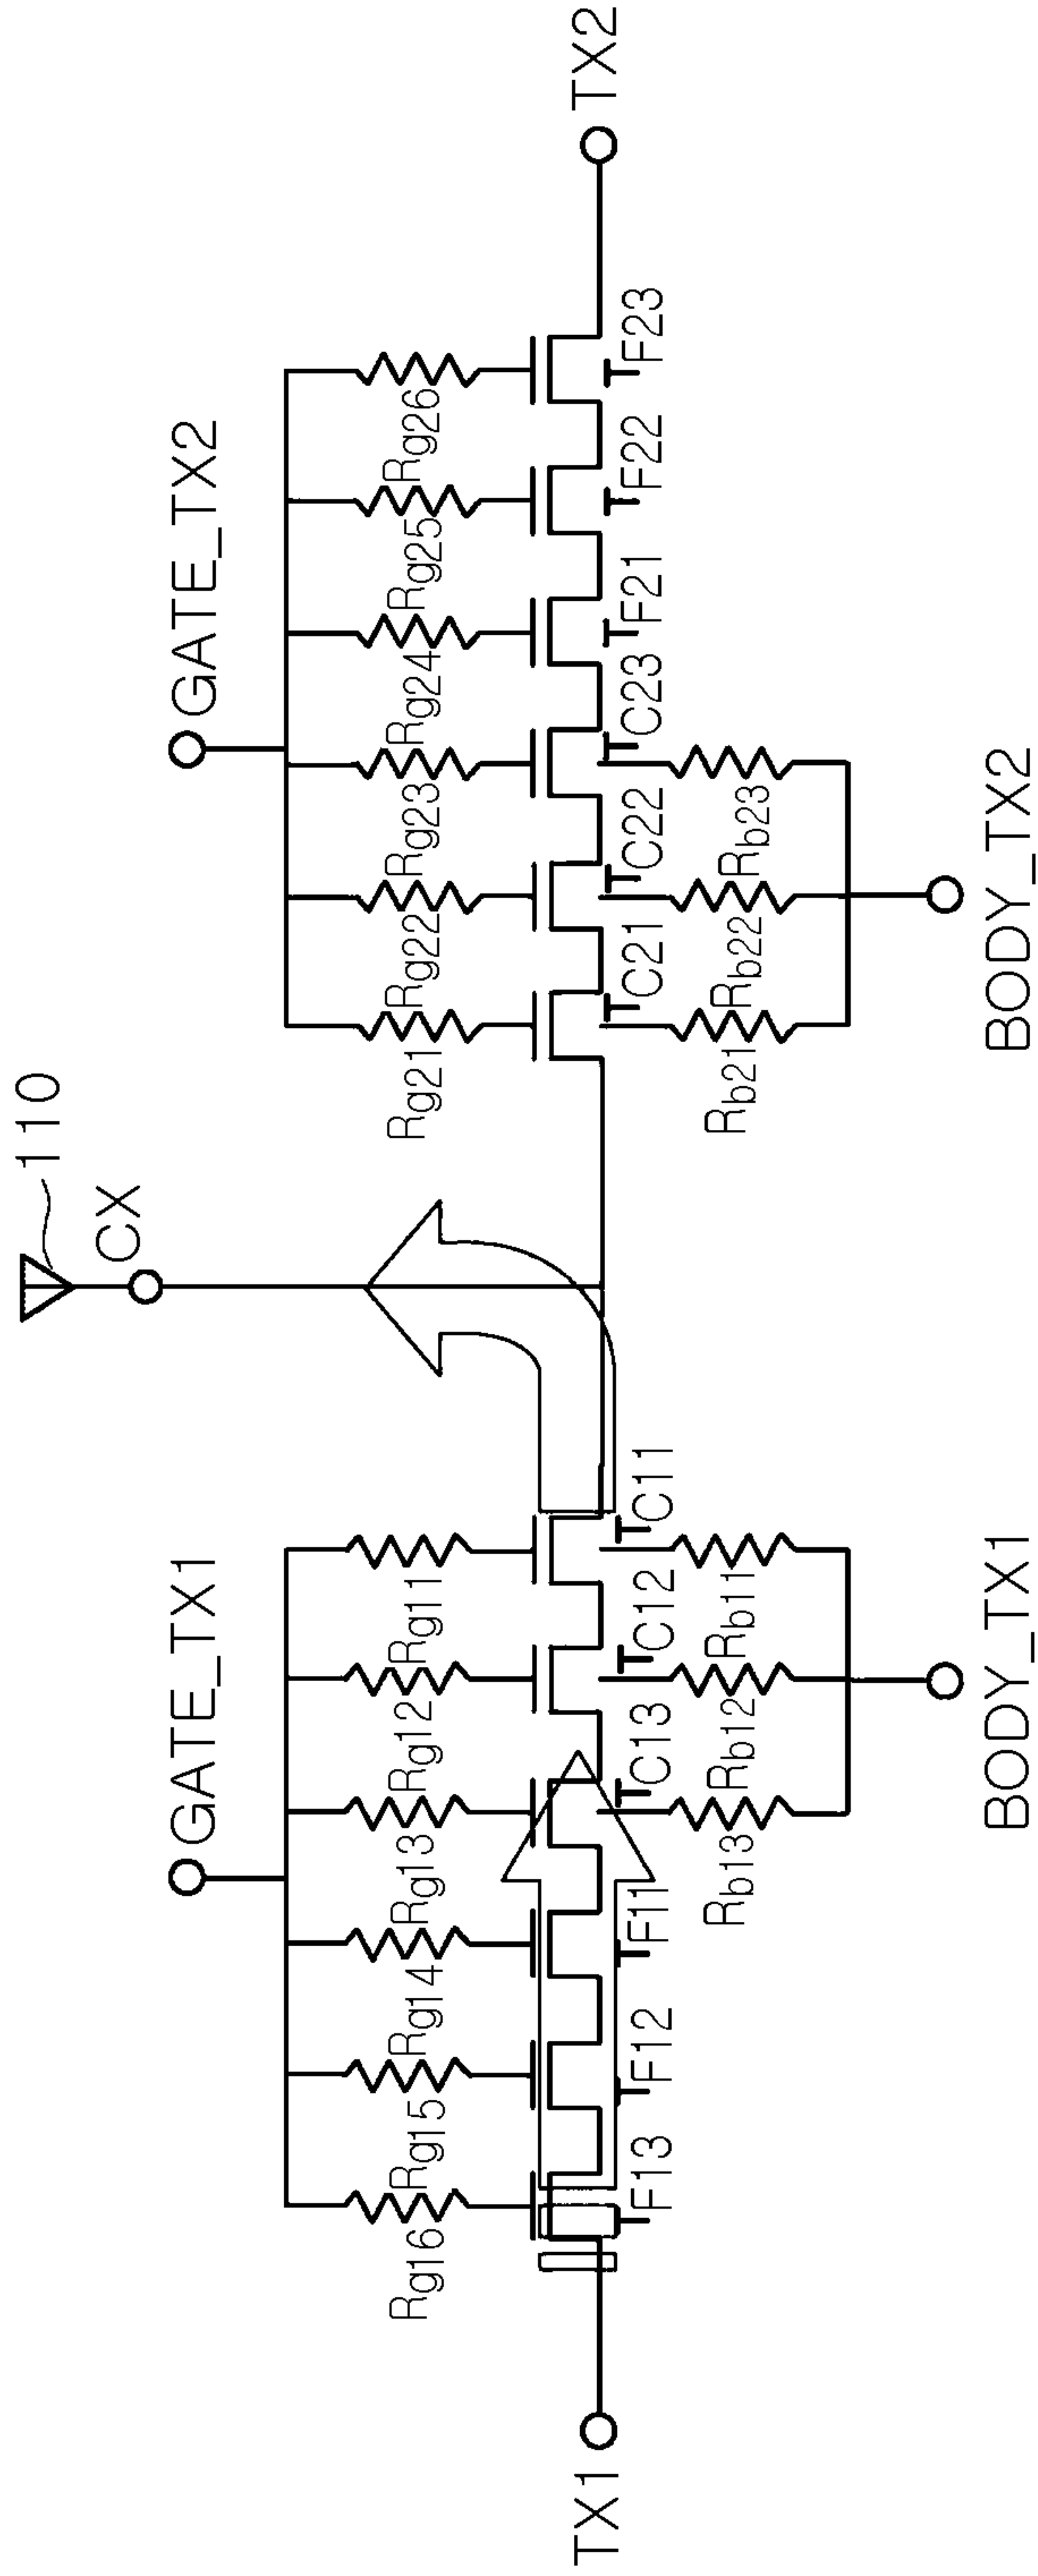 110
CX
GATE_TX1
GATE_TX2
Rg16
Rg15
Rg14
Rg13
Rg12
Rg11
Rg21
Rg22
Rg23
Rg24
Rg25
Rg26
TX1
F13
F12
F11
C13
C12
C11
C21
C22
C23
F21
F22
F23
TX2
Rb13
Rb12
Rb11
Rb21
Rb22
Rb23
BODY_TX1
BODY_TX2